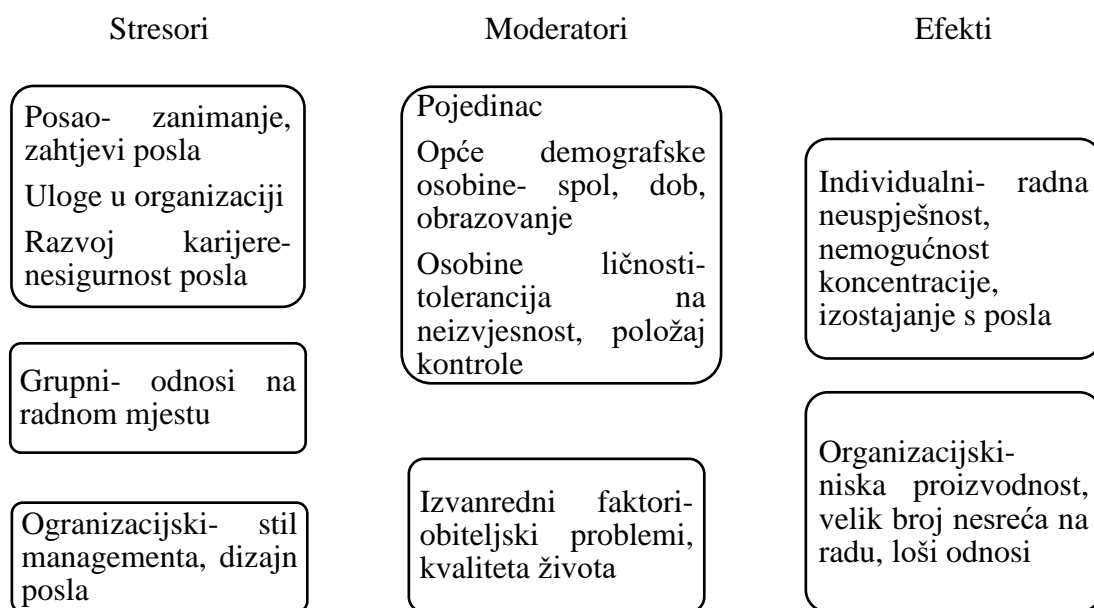 Stresori
Moderatori
Efekti
Posao- zanimanje,
zahtjevi posla
Uloge u organizaciji
Razvoj karijere-
nesigurnost posla
Grupni- odnosi na
radnom mjestu
Ogranizacijski- stil
managementa, dizajn
posla
Pojedinac
Opće demografske
osobine- spol, dob,
obrazovanje
Osobine ličnosti-
tolerancija na
neizvjesnost, položaj
kontrole
Izvanredni faktori-
obiteljski problemi,
kvaliteta života
Individualni- radna
neuspješnost,
nemogućnost
koncentracije,
izostajanje s posla
Organizacijski-
niska proizvodnost,
velik broj nesreća na
radu, loši odnosi